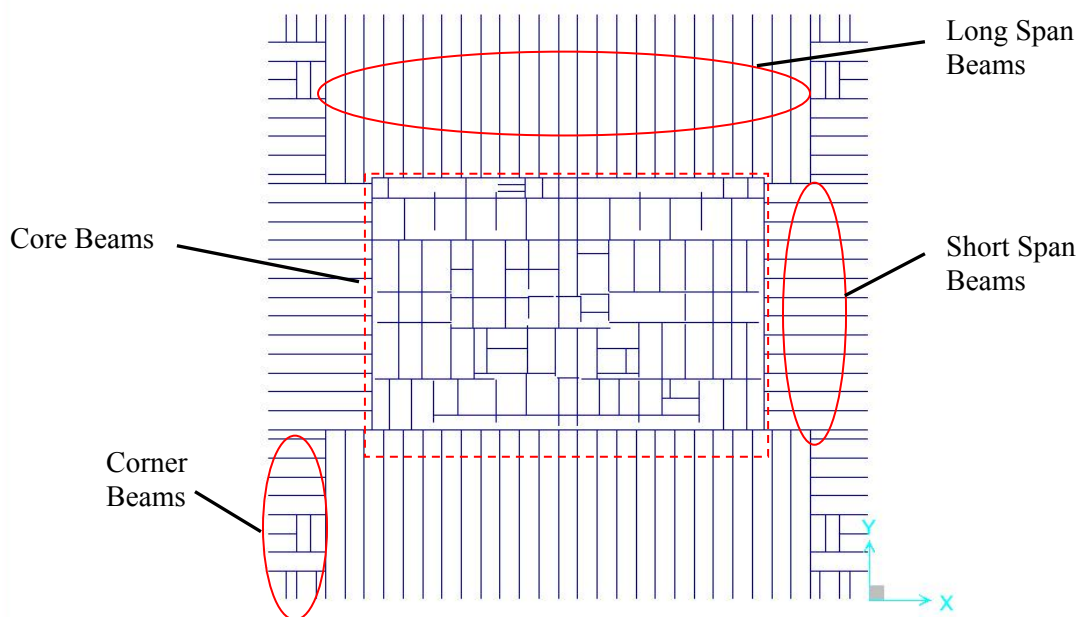 Long Span
Beams
Core Beams
Short Span
Beams
Corner
Beams
Y
X